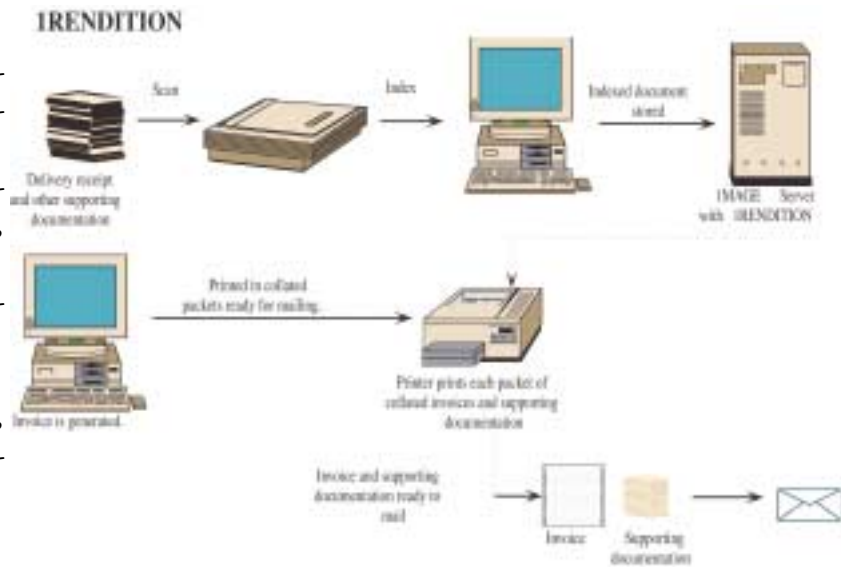 1RENDITION
Scan
Index
Indexed document
stored
Delivery receipt
and other supporting
documentation
1MAGE Server
with 1RENDITION
Printed in collated
packets ready for mailing.
Invoice is generated.
Printer prints each packet of
collated invoices and supporting
documentation
Invoice and supporting
documentation ready to
mail
Invoice
Supporting
documentation